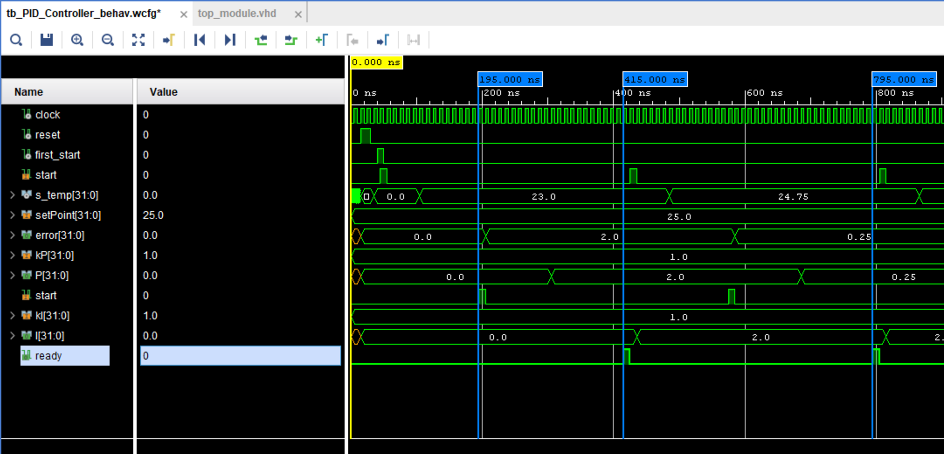 tb_PID_Controller_behav.wcfg* × top_module.vhd ×
0.000 ns
195.000 ns 415.000 ns 795.000 ns
Name Value
0 ns 200 ns 400 ns 600 ns 800 ns
clock 0
reset 0
first_start 0
start 0
s_temp[31:0] 0.0 0 0.0 23.0 24.75
setPoint[31:0] 25.0 25.0
error[31:0] 0.0 0.0 2.0 0.25
kP[31:0] 1.0 1.0
P[31:0] 0.0 0.0 2.0 0.25
start 0
kI[31:0] 1.0 1.0
I[31:0] 0.0 0.0 2.0 2.
ready 0